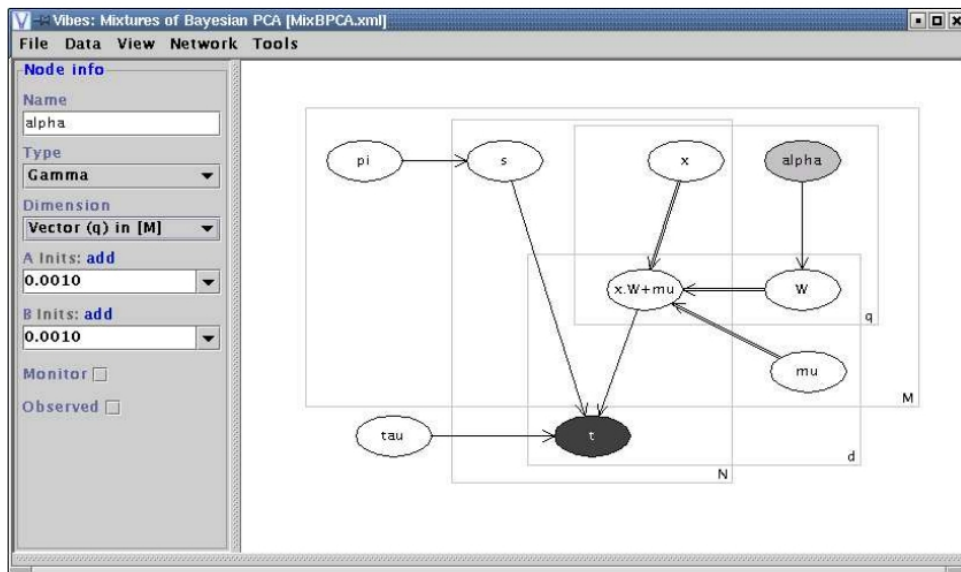 Vibes: Mixtures of Bayesian PCA [MixBPCA.xml]
File Data View Network Tools
Node info
Name
alpha
Type
Gamma
Dimension
Vector (q) in [M]
A Inits: add
0.0010
B Inits: add
0.0010
Monitor
Observed
pi
s
x
alpha
x.W+mu
W
q
mu
M
tau
t
d
N